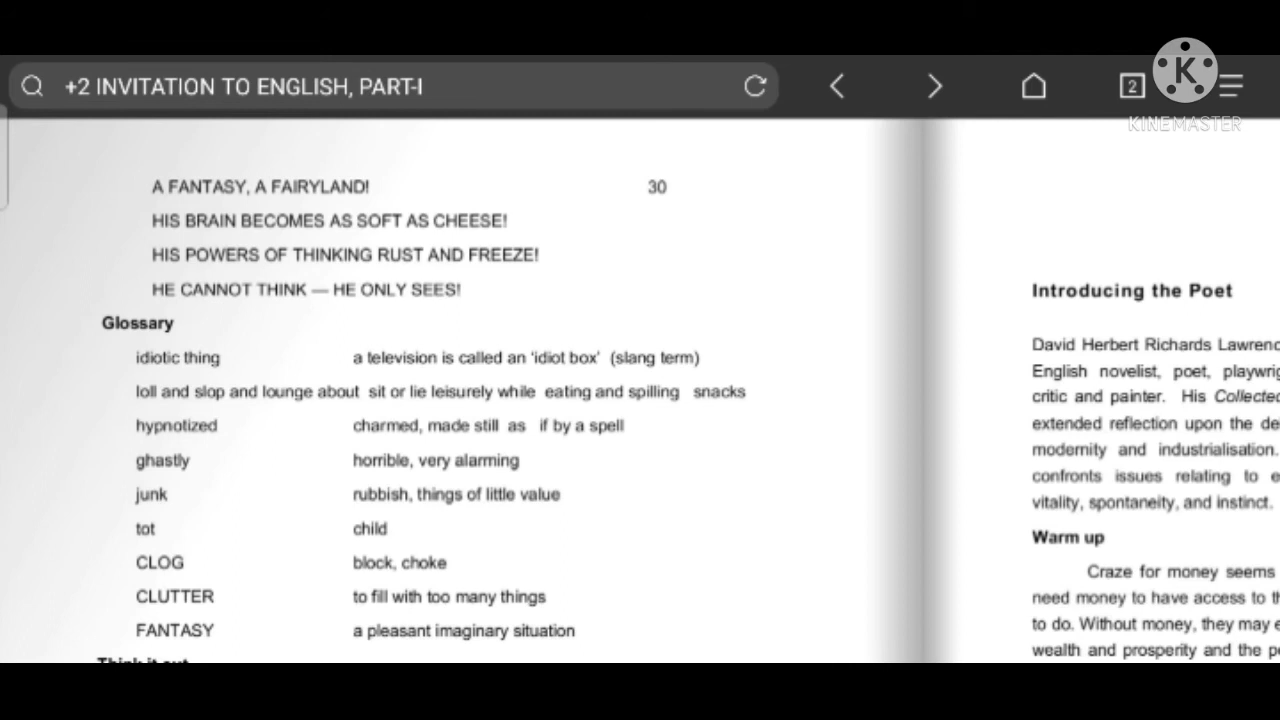 +2 INVITATION TO ENGLISH, PART-I
2
K
KINEMASTER
A FANTASY, A FAIRYLAND! 30
HIS BRAIN BECOMES AS SOFT AS CHEESE!
HIS POWERS OF THINKING RUST AND FREEZE!
HE CANNOT THINK — HE ONLY SEES!
Glossary
idiotic thing a television is called an 'idiot box' (slang term)
loll and slop and lounge about sit or lie leisurely while eating and spilling snacks
hypnotized charmed, made still as if by a spell
ghastly horrible, very alarming
junk rubbish, things of little value
tot child
CLOG block, choke
CLUTTER to fill with too many things
FANTASY a pleasant imaginary situation
Think it out
Introducing the Poet
David Herbert Richards Lawrenc
English novelist, poet, playwrig
critic and painter. His Collected
extended reflection upon the de
modernity and industrialisation.
confronts issues relating to e
vitality, spontaneity, and instinct.
Warm up
Craze for money seems
need money to have access to th
to do. Without money, they may e
wealth and prosperity and the pe